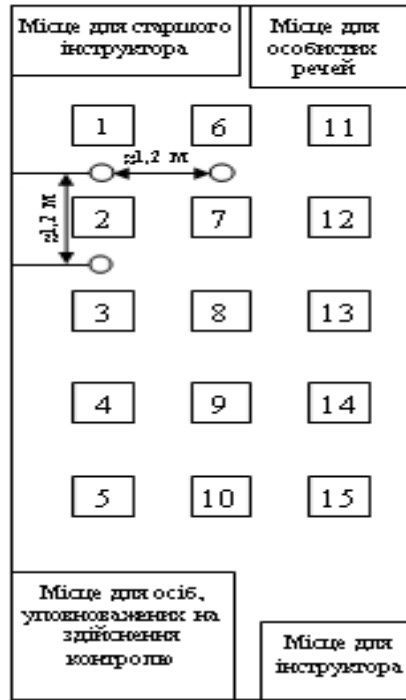 Місце для старшого
інструктора
Місце для
особистих
речей
1
6
11
≈1,2 м
≈1,2 м
2
7
12
3
8
13
4
9
14
5
10
15
Місце для осіб,
уповноважених на
здійснення
контролю
Місце для
інструктора